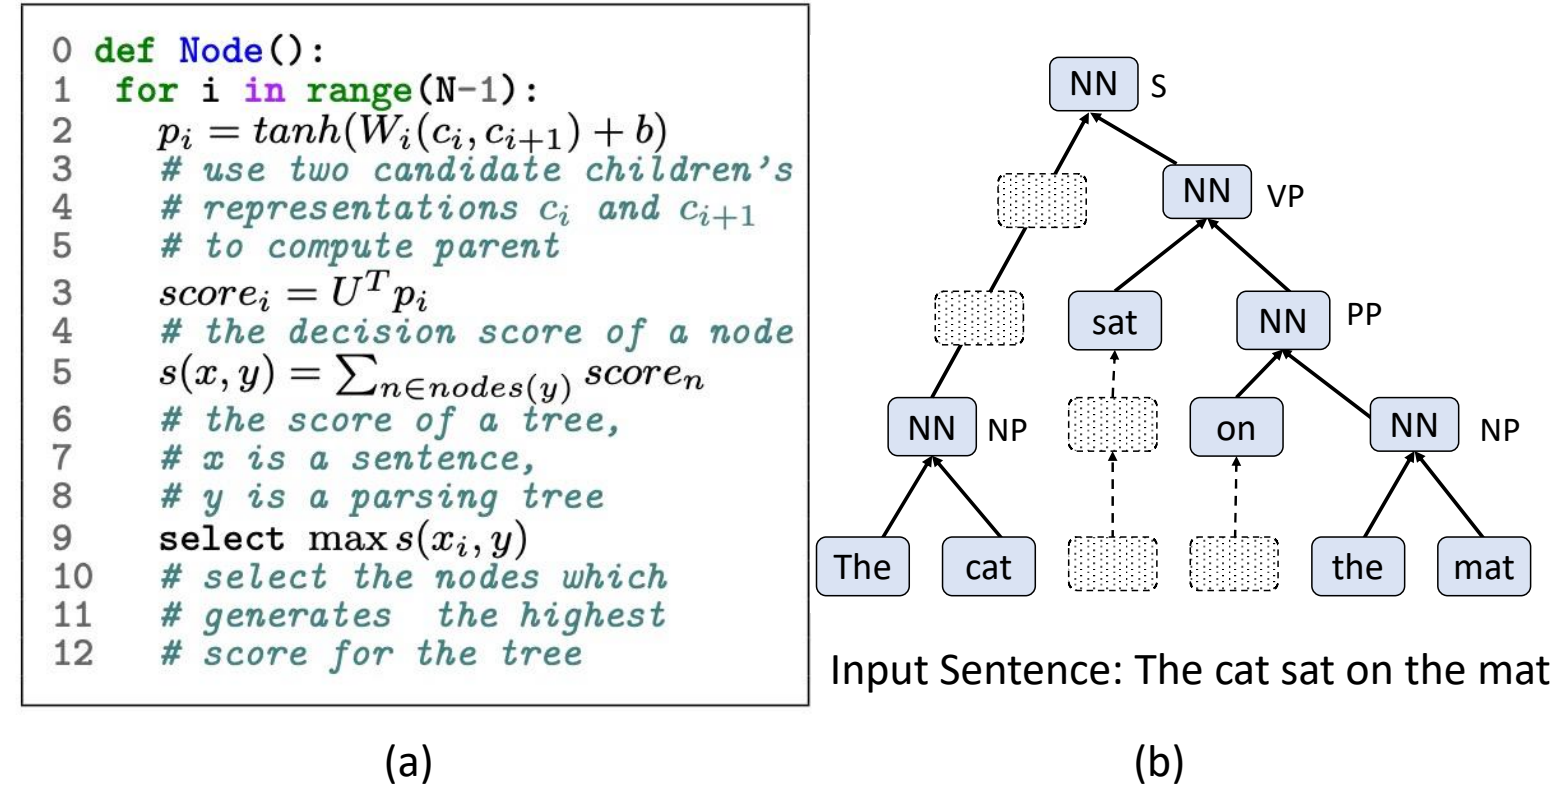 0 def Node():
1 for i in range(N-1):
2 p_i = tanh(W_i(c_i, c_{i+1}) + b)
3 # use two candidate children's
4 # representations c_i and c_{i+1}
5 # to compute parent
3 score_i = U^T p_i
4 # the decision score of a node
5 s(x, y) = ∑_{n∈nodes(y)} score_n
6 # the score of a tree,
7 # x is a sentence,
8 # y is a parsing tree
9 select max s(x_i, y)
10 # select the nodes which
11 # generates the highest
12 # score for the tree
(a)
NN S
NN VP
sat NN PP
NN NP on NN NP
The cat the mat
Input Sentence: The cat sat on the mat
(b)